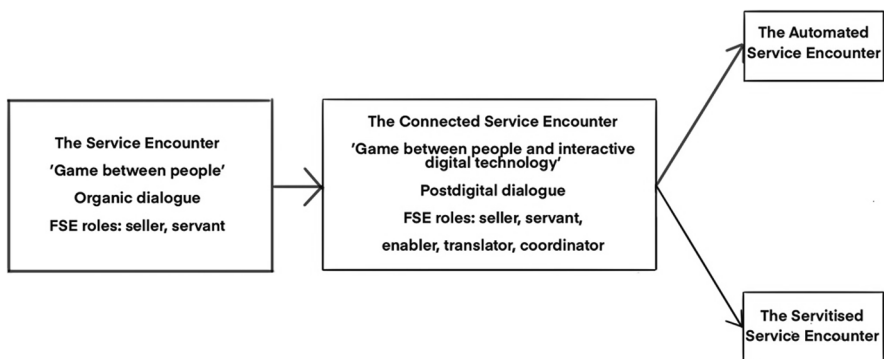 The Service Encounter
'Game between people'
Organic dialogue
FSE roles: seller, servant
The Connected Service Encounter
'Game between people and interactive
digital technology'
Postdigital dialogue
FSE roles: seller, servant,
enabler, translator, coordinator
The Automated
Service Encounter
The Servitised
Service Encounter